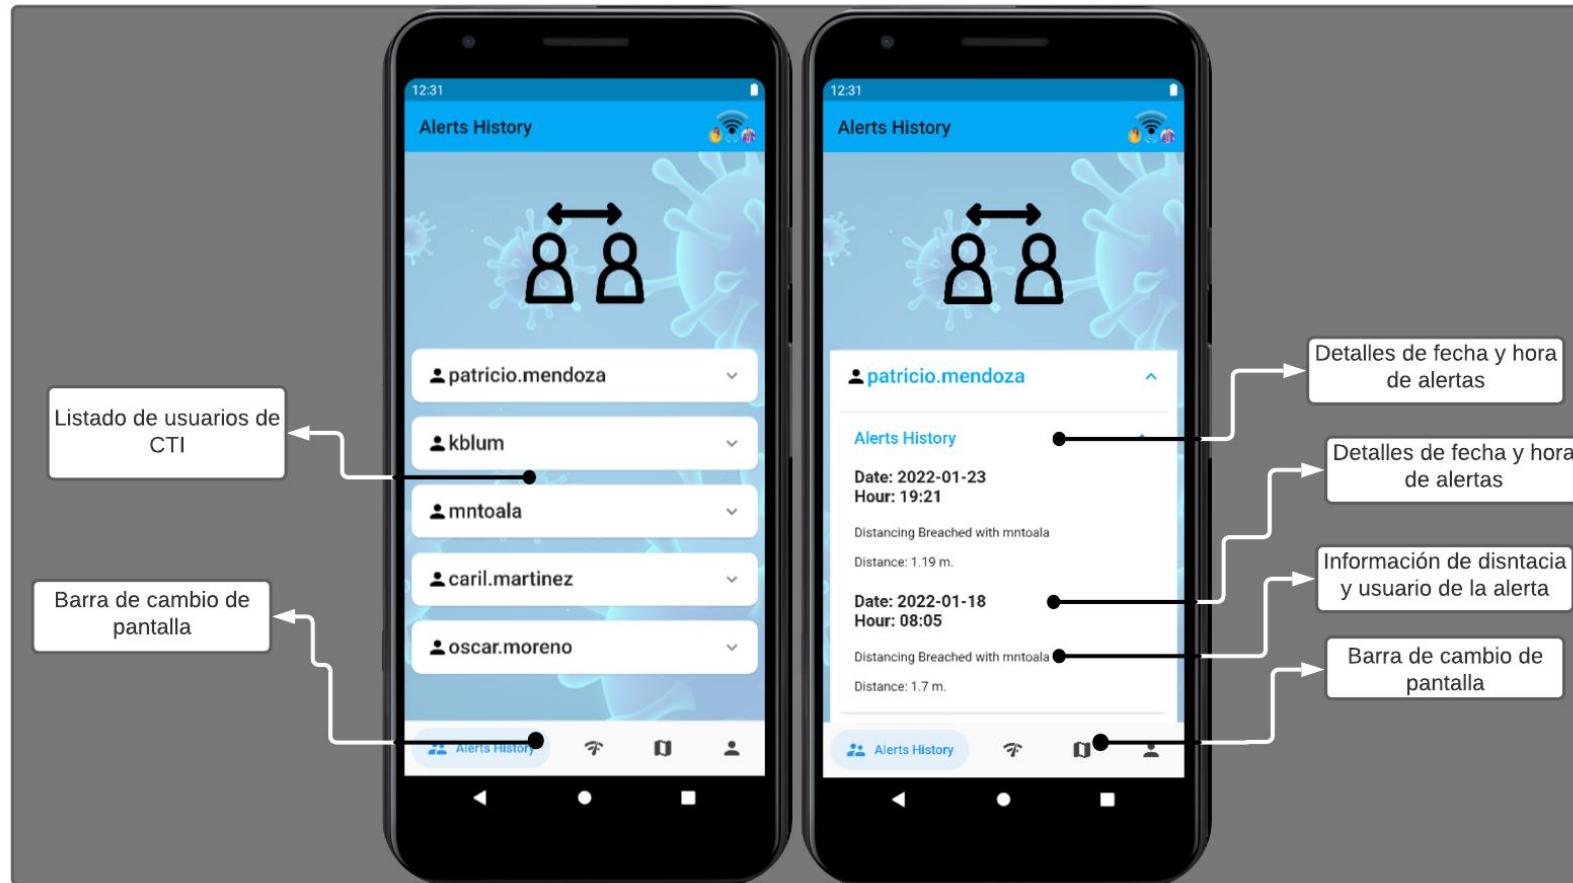 12:31
Alerts History
patricio.mendoza
kblum
mntoala
caril.martinez
oscar.moreno
Alerts History
Listado de usuarios de
CTI
Barra de cambio de
pantalla
12:31
Alerts History
patricio.mendoza
Alerts History
Date: 2022-01-23
Hour: 19:21
Distancing Breached with mntoala
Distance: 1.19 m.
Date: 2022-01-18
Hour: 08:05
Distancing Breached with mntoala
Distance: 1.7 m.
Alerts History
Detalles de fecha y hora
de alertas
Detalles de fecha y hora
de alertas
Información de disntacia
y usuario de la alerta
Barra de cambio de
pantalla